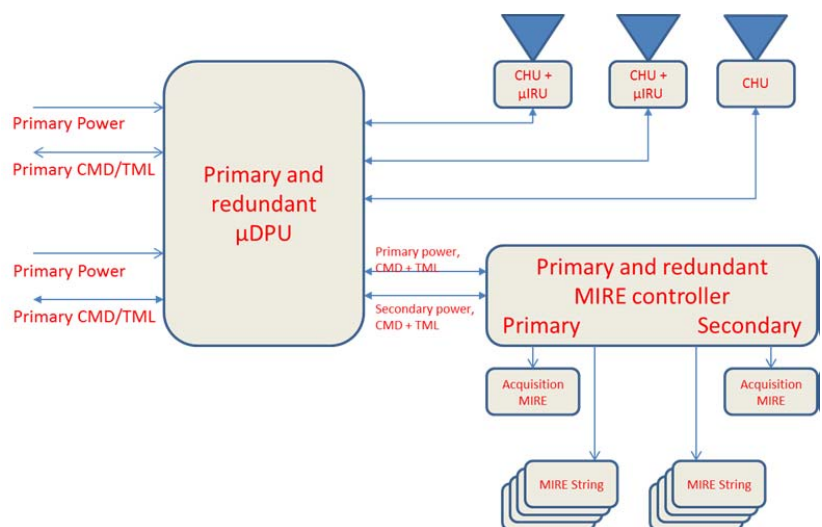 CHU +
μIRU
CHU +
μIRU
CHU
Primary Power
Primary CMD/TML
Primary and
redundant
μDPU
Primary Power
Primary CMD/TML
Primary power,
CMD + TML
Secondary power,
CMD + TML
Primary and redundant
MIRE controller
Primary
Secondary
Acquisition
MIRE
Acquisition
MIRE
MIRE String
MIRE String